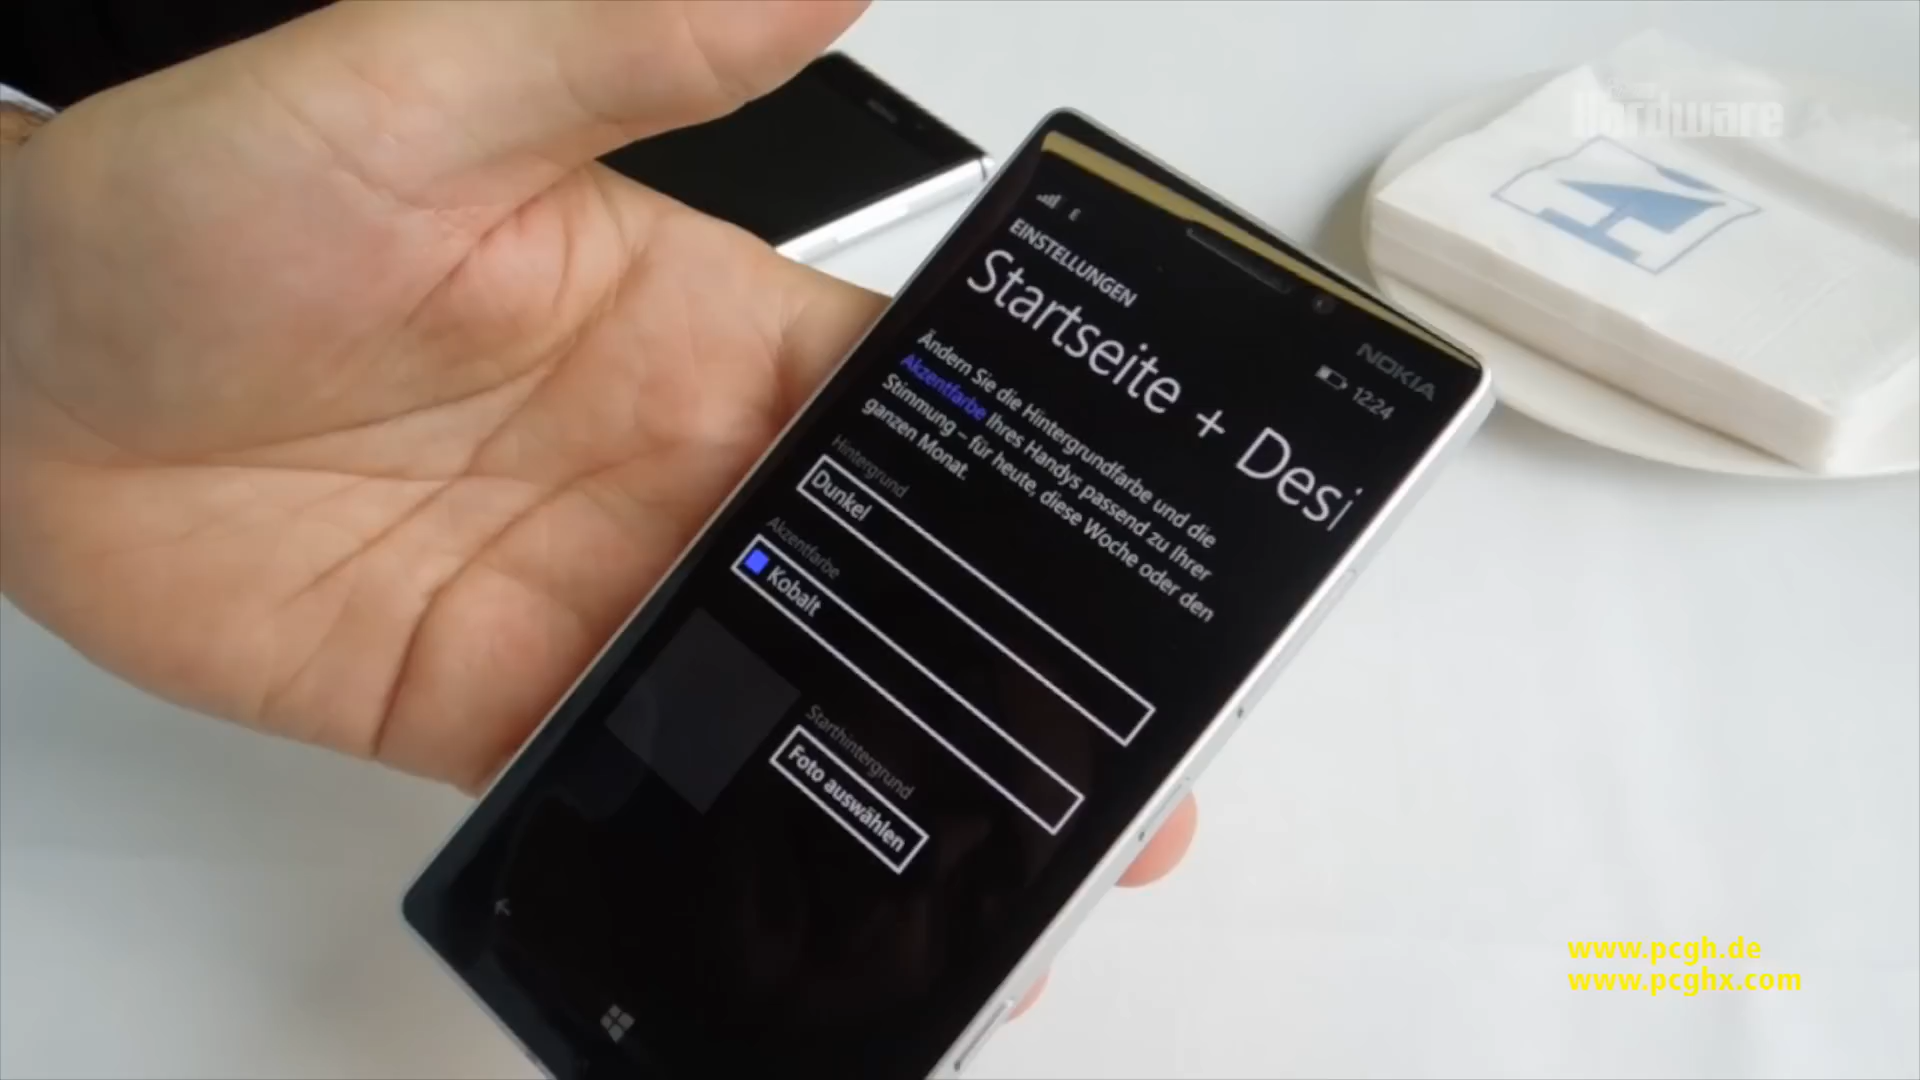 Hardware
NOKIA
E
12:24
EINSTELLUNGEN
Startseite + Desi
Ändern Sie die Hintergrundfarbe und die
Akzentfarbe Ihres Handys passend zu Ihrer
Stimmung – für heute, diese Woche oder den
ganzen Monat.
Hintergrund
Dunkel
Akzentfarbe
Kobalt
Starthintergrund
Foto auswählen
www.pcgh.de
www.pcghx.com